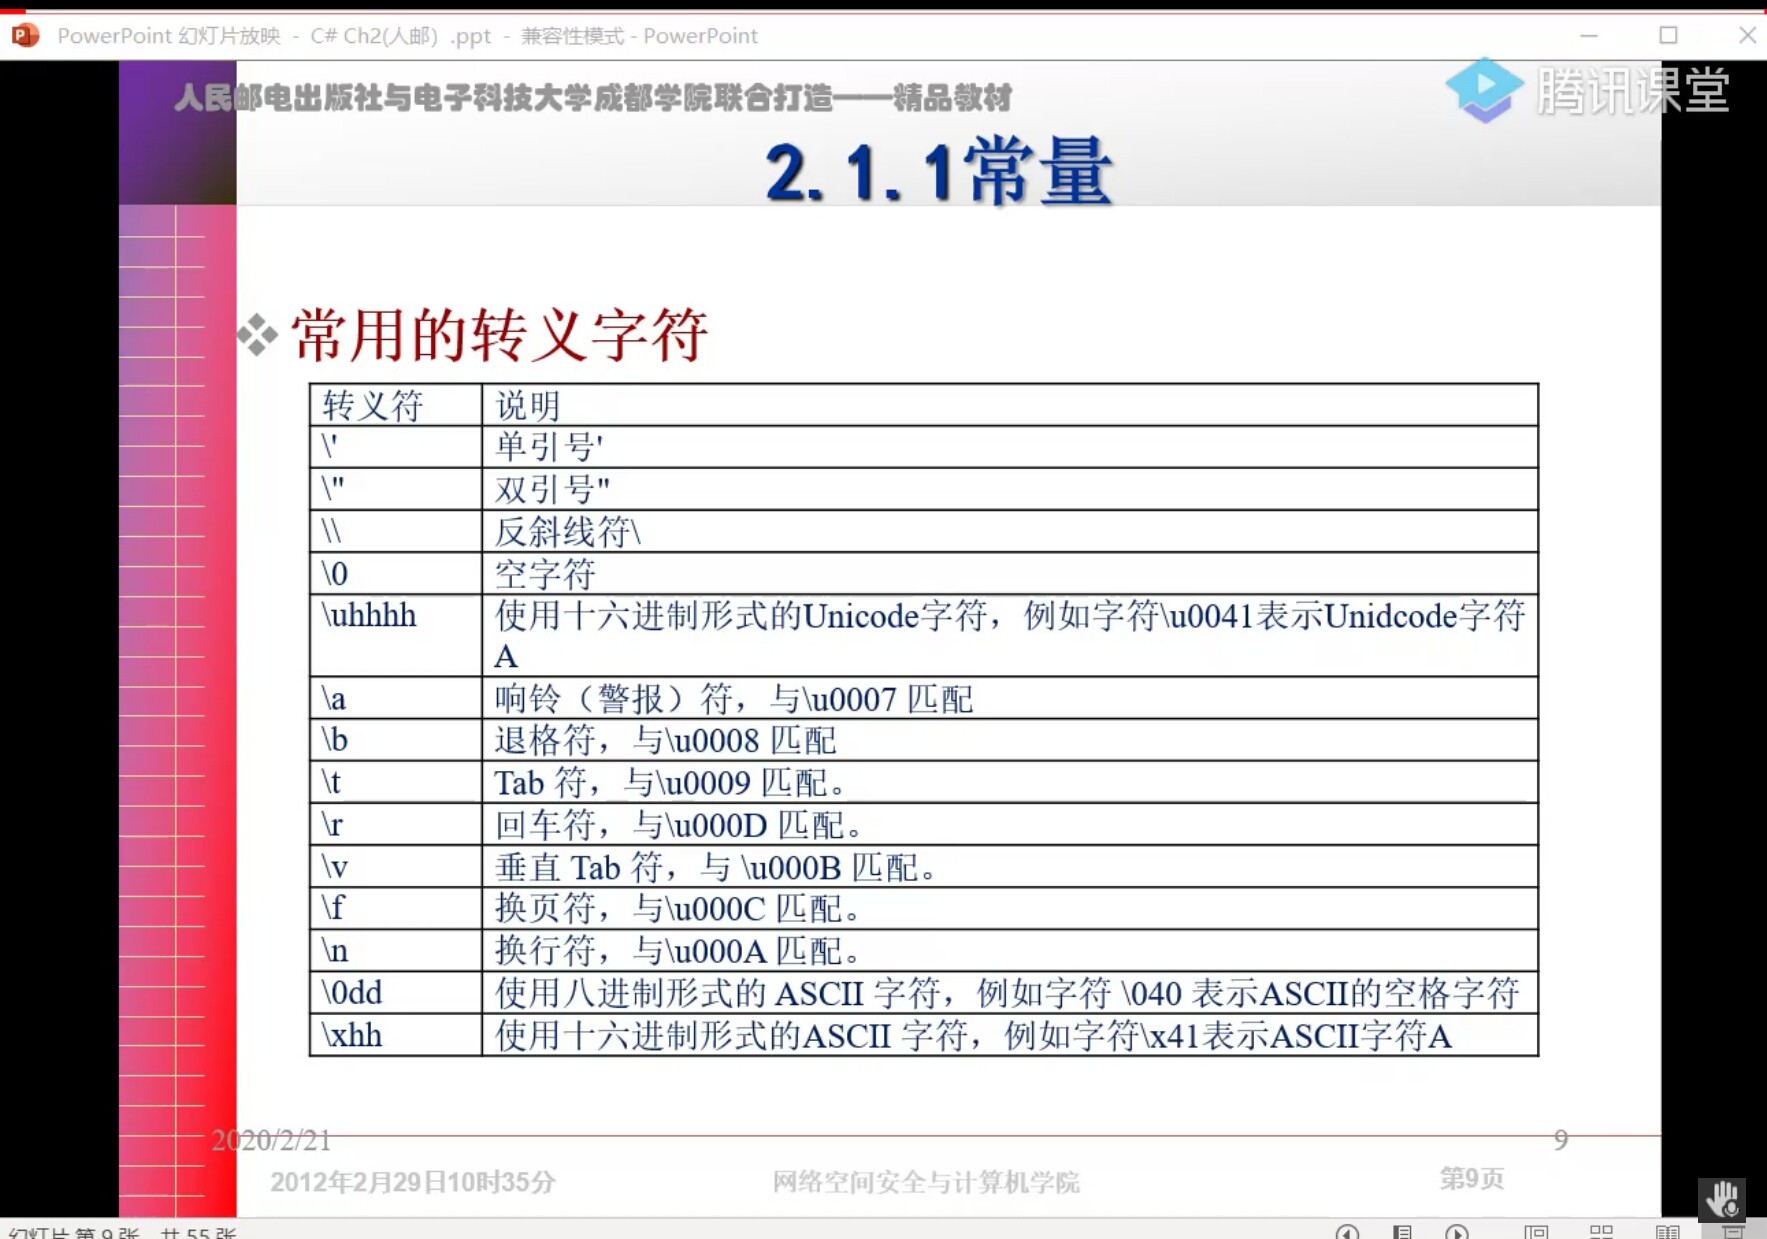 PowerPoint 幻灯片放映 - C# Ch2(人邮) .ppt - 兼容性模式 - PowerPoint
人民邮电出版社与电子科技大学成都学院联合打造——精品教材
腾讯课堂
2.1.1常量
常用的转义字符
转义符 说明
\' 单引号'
\" 双引号"
\\ 反斜线符\
\0 空字符
\uhhhh 使用十六进制形式的Unicode字符，例如字符\u0041表示Unidcode字符
A
\a 响铃（警报）符，与\u0007 匹配
\b 退格符，与\u0008 匹配
\t Tab 符，与\u0009 匹配。
\r 回车符，与\u000D 匹配。
\v 垂直 Tab 符，与 \u000B 匹配。
\f 换页符，与\u000C 匹配。
\n 换行符，与\u000A 匹配。
\0dd 使用八进制形式的 ASCII 字符，例如字符 \040 表示ASCII的空格字符
\xhh 使用十六进制形式的ASCII 字符，例如字符\x41表示ASCII字符A
2020/2/21 9
2012年2月29日10时35分 网络空间安全与计算机学院 第9页
幻灯片 第 9 张，共 55 张